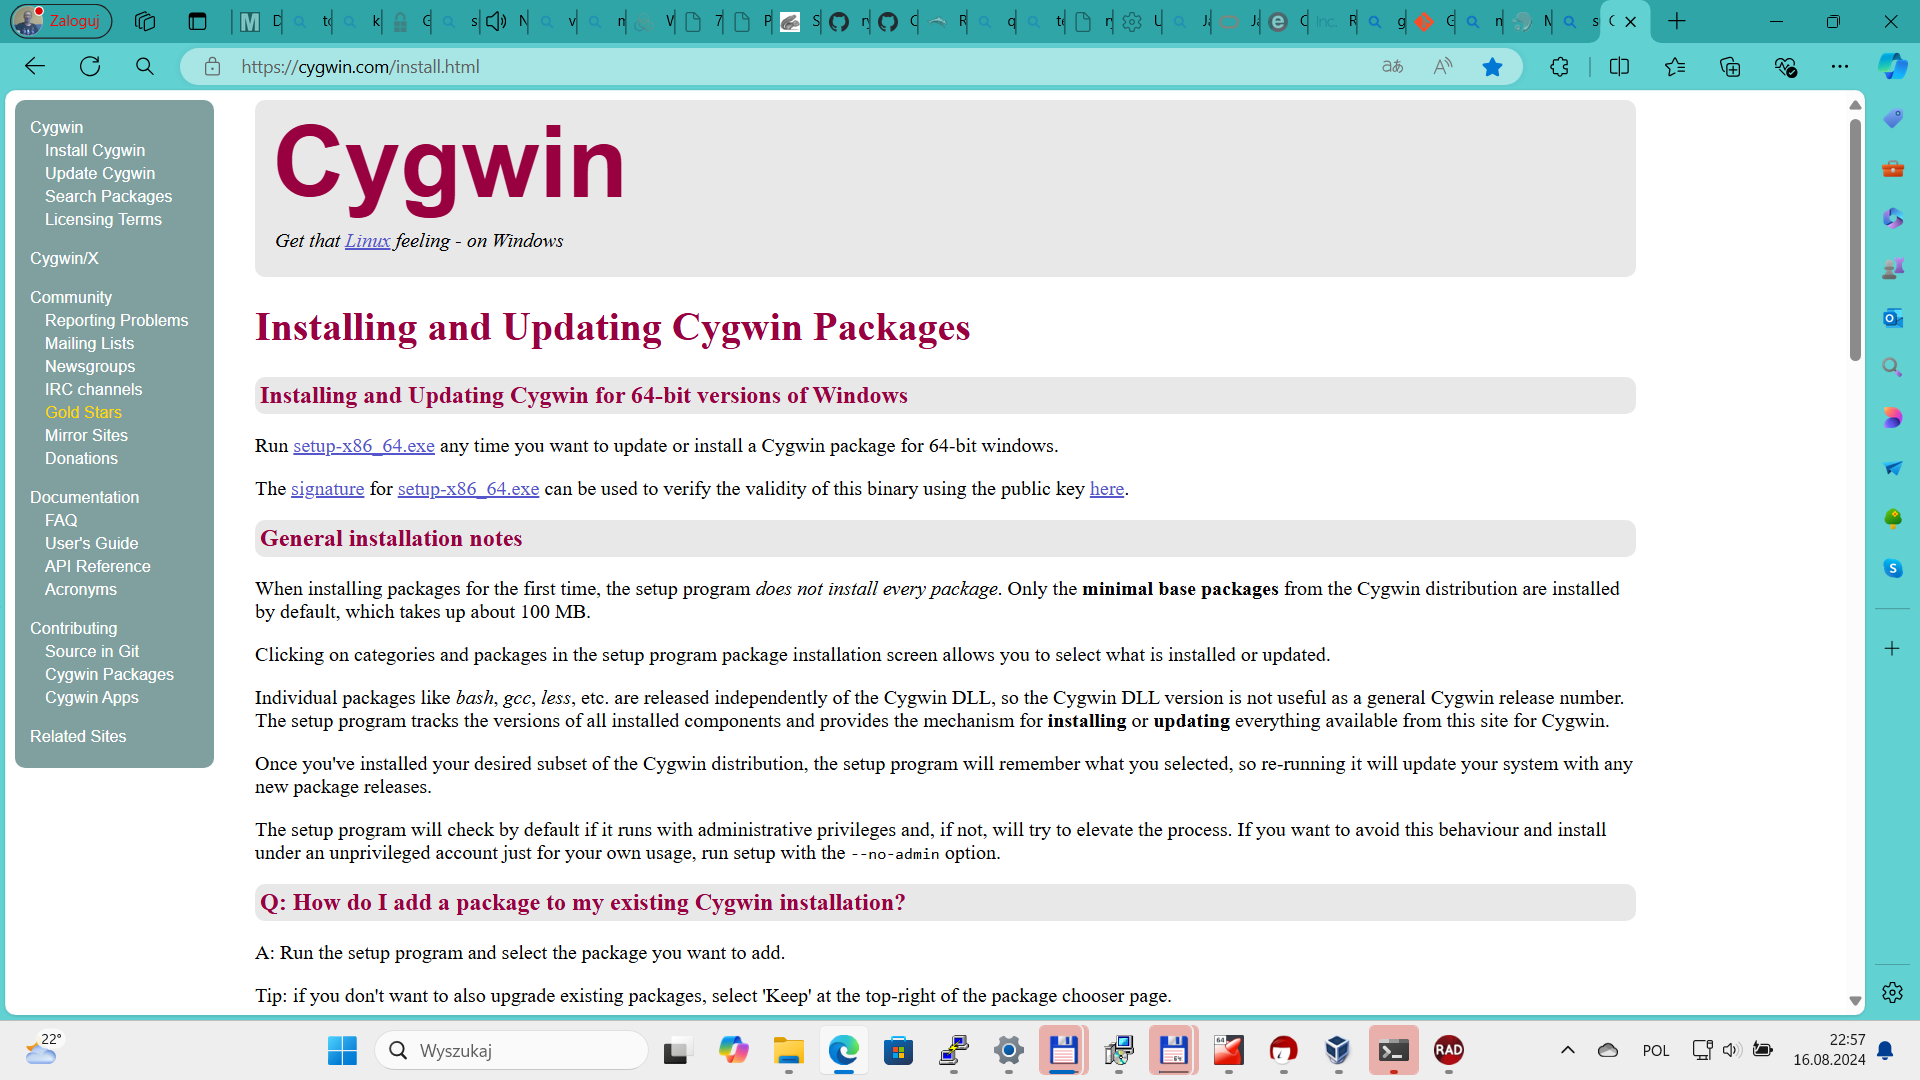 Zaloguj
https://cygwin.com/install.html
Cygwin
Install Cygwin
Update Cygwin
Search Packages
Licensing Terms
Cygwin/X
Community
Reporting Problems
Mailing Lists
Newsgroups
IRC channels
Gold Stars
Mirror Sites
Donations
Documentation
FAQ
User's Guide
API Reference
Acronyms
Contributing
Source in Git
Cygwin Packages
Cygwin Apps
Related Sites
Cygwin
Get that Linux feeling - on Windows
Installing and Updating Cygwin Packages
Installing and Updating Cygwin for 64-bit versions of Windows
Run setup-x86_64.exe any time you want to update or install a Cygwin package for 64-bit windows.
The signature for setup-x86_64.exe can be used to verify the validity of this binary using the public key here.
General installation notes
When installing packages for the first time, the setup program does not install every package. Only the minimal base packages from the Cygwin distribution are installed
by default, which takes up about 100 MB.
Clicking on categories and packages in the setup program package installation screen allows you to select what is installed or updated.
Individual packages like bash, gcc, less, etc. are released independently of the Cygwin DLL, so the Cygwin DLL version is not useful as a general Cygwin release number.
The setup program tracks the versions of all installed components and provides the mechanism for installing or updating everything available from this site for Cygwin.
Once you've installed your desired subset of the Cygwin distribution, the setup program will remember what you selected, so re-running it will update your system with any
new package releases.
The setup program will check by default if it runs with administrative privileges and, if not, will try to elevate the process. If you want to avoid this behaviour and install
under an unprivileged account just for your own usage, run setup with the --no-admin option.
Q: How do I add a package to my existing Cygwin installation?
A: Run the setup program and select the package you want to add.
Tip: if you don't want to also upgrade existing packages, select 'Keep' at the top-right of the package chooser page.
22°
Wyszukaj
RAD
POL
22:57
16.08.2024